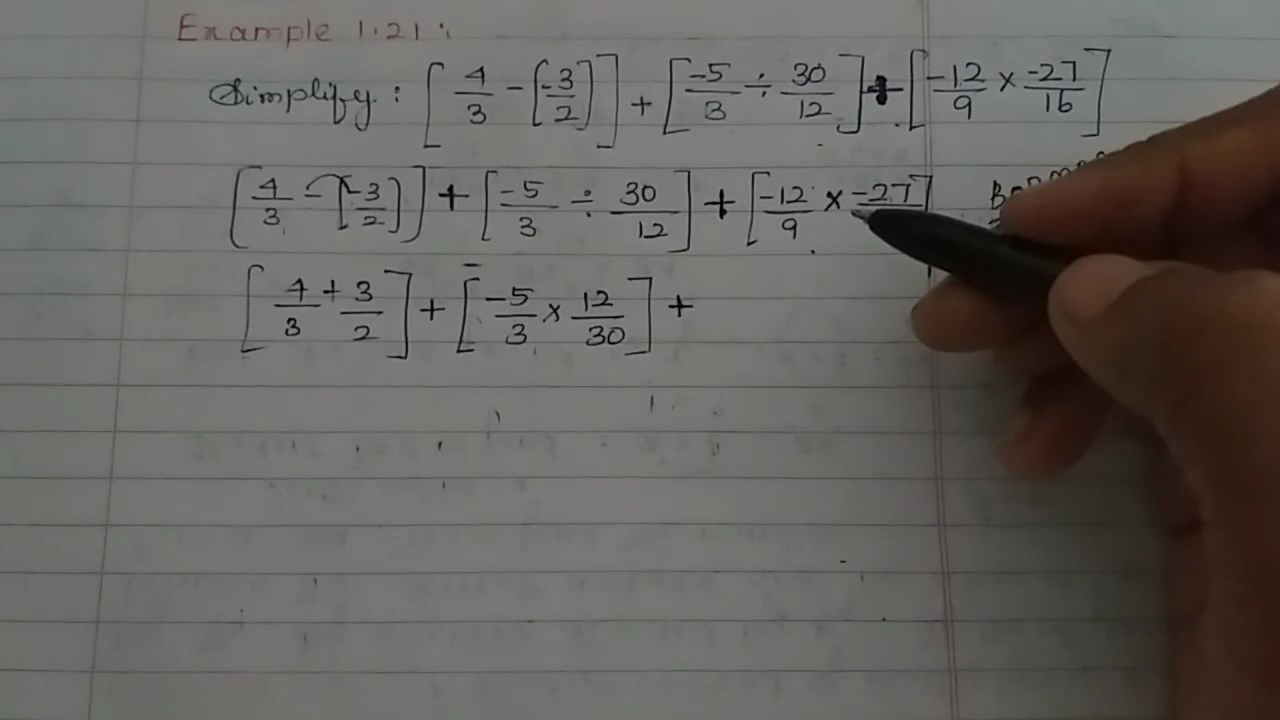 Example 1.21 :
Simplify : [4/3 - [-3/2]] + [-5/3 ÷ 30/12] + [-12/9 × -27/16]
[4/3 - [-3/2]] + [-5/3 ÷ 30/12] + [-12/9 × -27
[4/3 + 3/2] + [-5/3 × 12/30] +